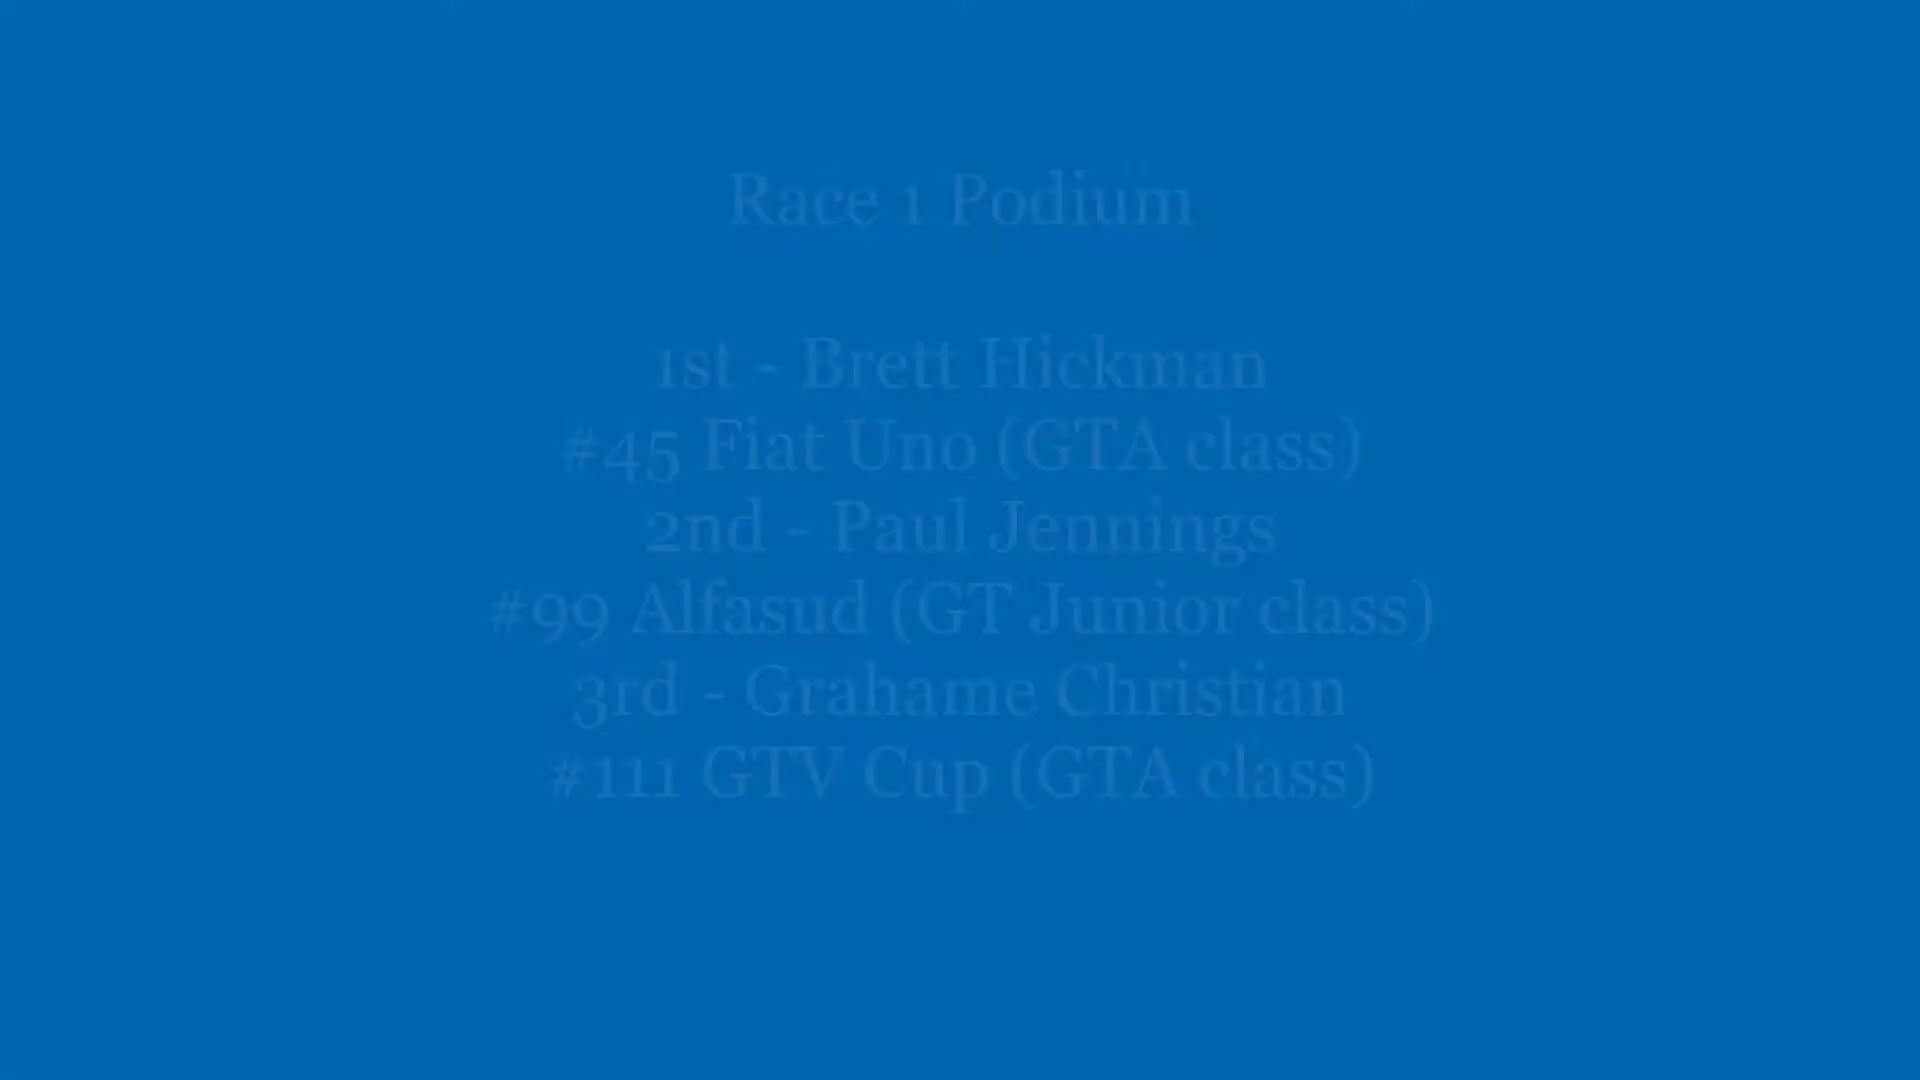 Race 1 Podium
1st - Brett Hickman
#45 Fiat Uno (GTA class)
2nd - Paul Jennings
#99 Alfasud (GT Junior class)
3rd - Grahame Christian
#111 GTV Cup (GTA class)